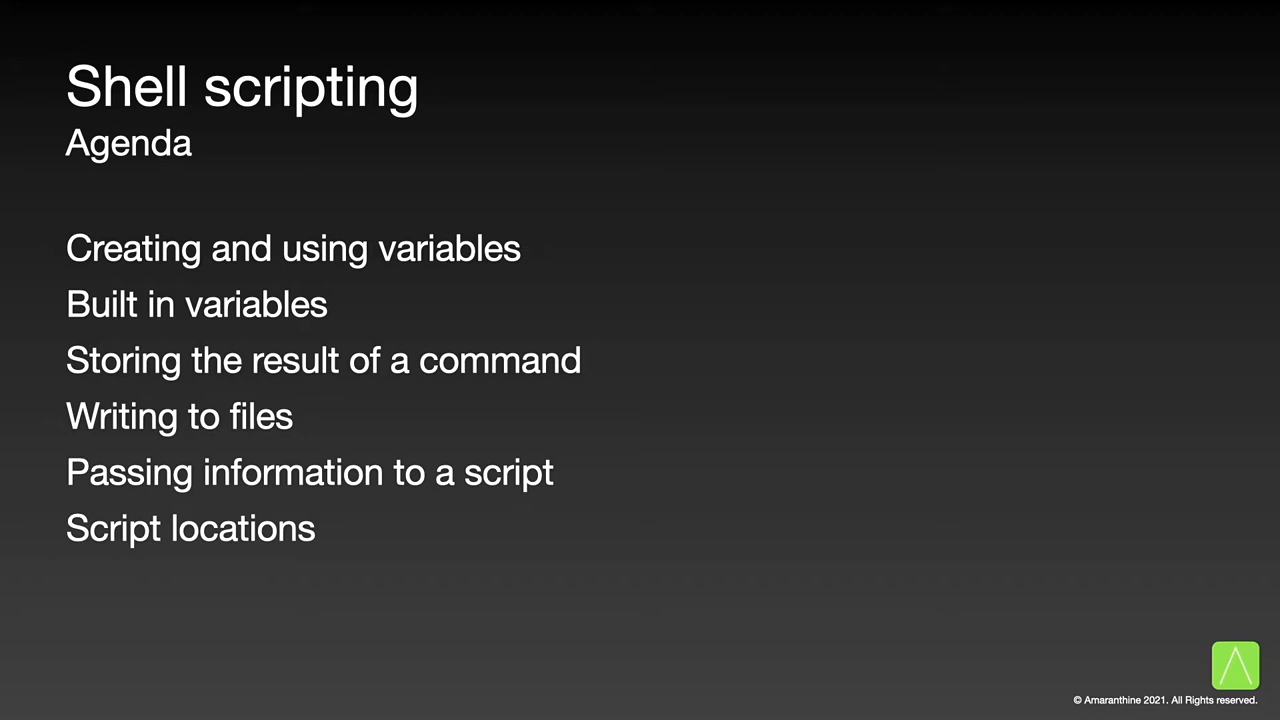 Shell scripting
Agenda
Creating and using variables
Built in variables
Storing the result of a command
Writing to files
Passing information to a script
Script locations
© Amaranthine 2021. All Rights reserved.